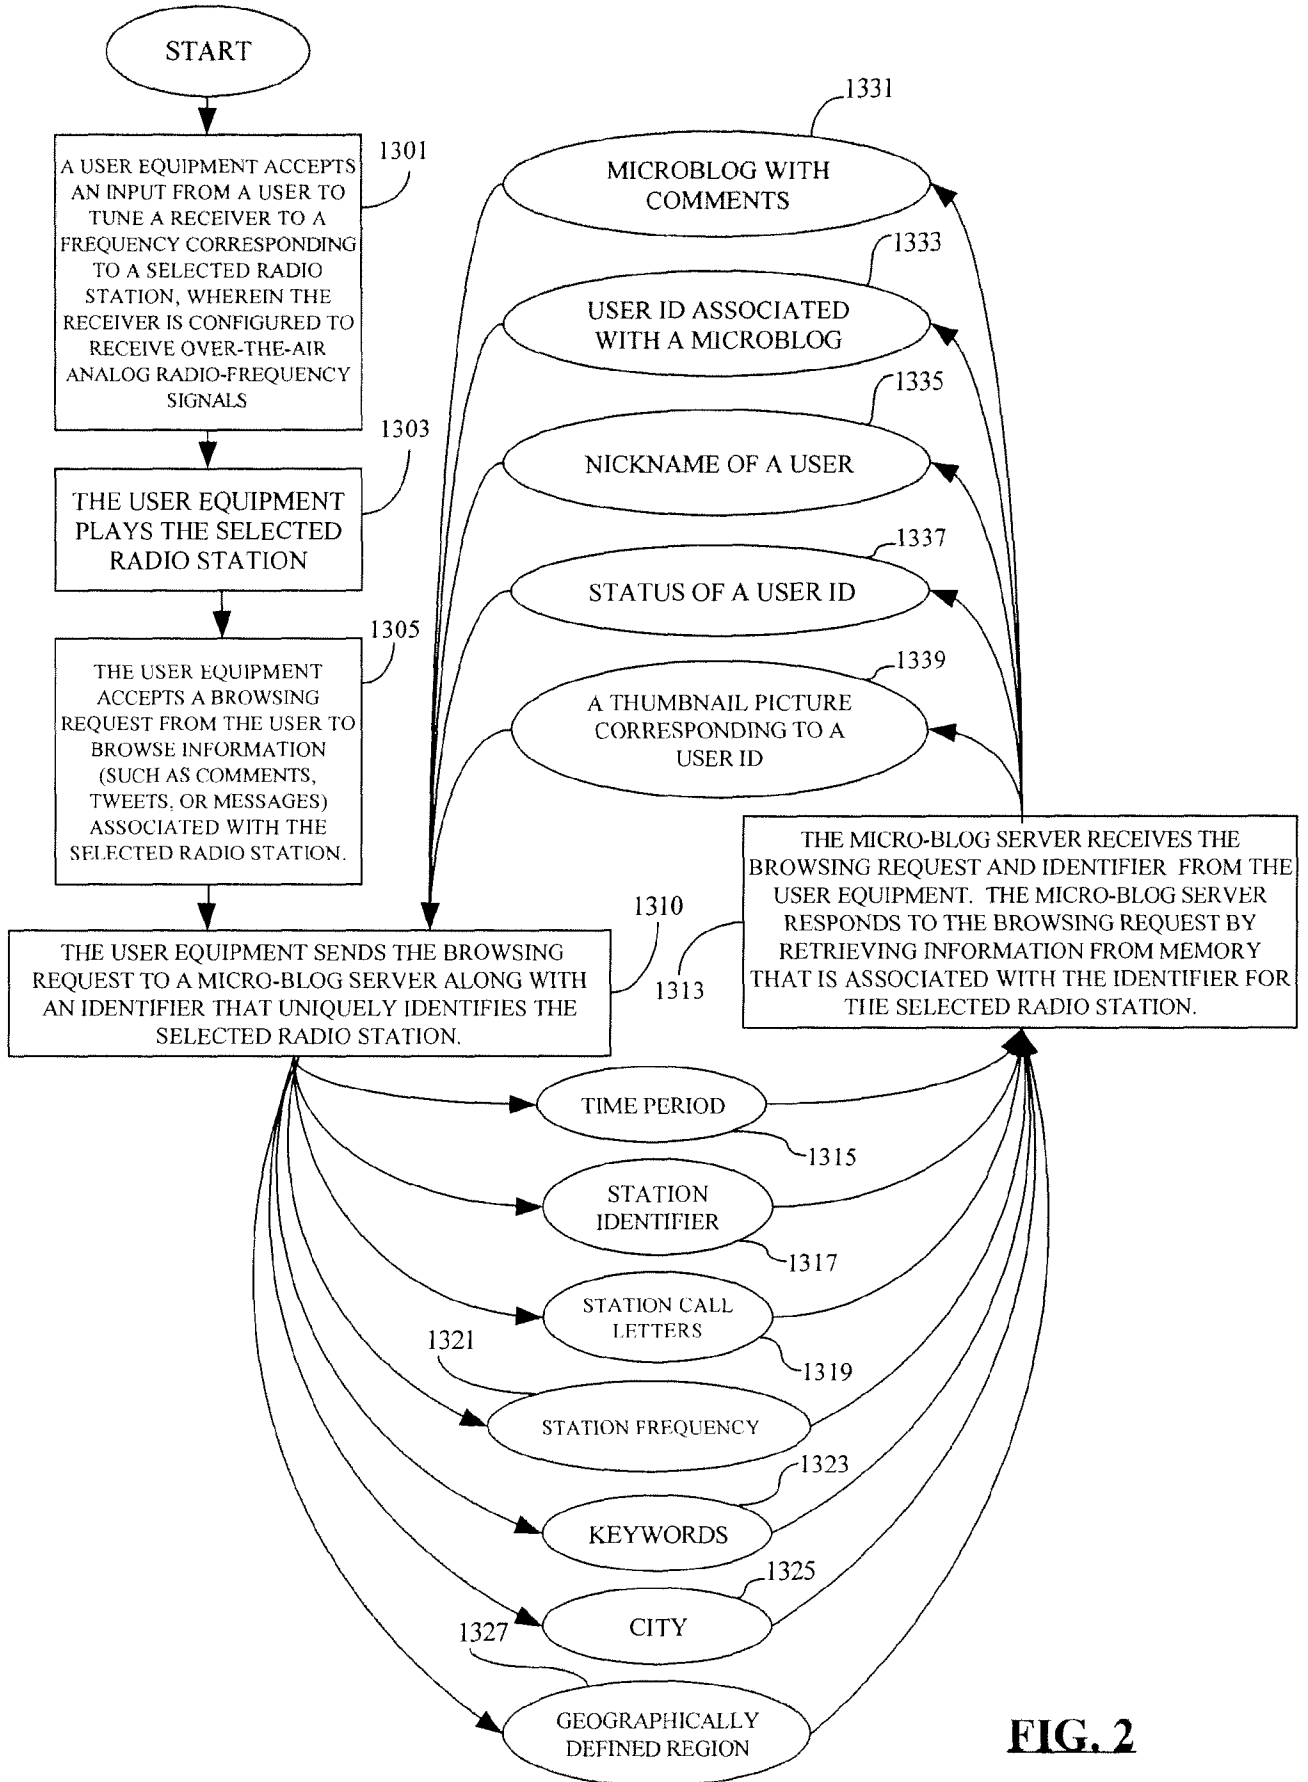 START
A USER EQUIPMENT ACCEPTS
AN INPUT FROM A USER TO
TUNE A RECEIVER TO A
FREQUENCY CORRESPONDING
TO A SELECTED RADIO
STATION, WHEREIN THE
RECEIVER IS CONFIGURED TO
RECEIVE OVER-THE-AIR
ANALOG RADIO-FREQUENCY
SIGNALS
1301
THE USER EQUIPMENT
PLAYS THE SELECTED
RADIO STATION
1303
THE USER EQUIPMENT
ACCEPTS A BROWSING
REQUEST FROM THE USER TO
BROWSE INFORMATION
(SUCH AS COMMENTS,
TWEETS, OR MESSAGES)
ASSOCIATED WITH THE
SELECTED RADIO STATION.
1305
THE USER EQUIPMENT SENDS THE BROWSING
REQUEST TO A MICRO-BLOG SERVER ALONG WITH
AN IDENTIFIER THAT UNIQUELY IDENTIFIES THE
SELECTED RADIO STATION.
1310
MICROBLOG WITH
COMMENTS
1331
USER ID ASSOCIATED
WITH A MICROBLOG
1333
NICKNAME OF A USER
1335
STATUS OF A USER ID
1337
A THUMBNAIL PICTURE
CORRESPONDING TO A
USER ID
1339
THE MICRO-BLOG SERVER RECEIVES THE
BROWSING REQUEST AND IDENTIFIER FROM THE
USER EQUIPMENT. THE MICRO-BLOG SERVER
RESPONDS TO THE BROWSING REQUEST BY
RETRIEVING INFORMATION FROM MEMORY
THAT IS ASSOCIATED WITH THE IDENTIFIER FOR
THE SELECTED RADIO STATION.
1313
TIME PERIOD
1315
STATION
IDENTIFIER
1317
STATION CALL
LETTERS
1319
STATION FREQUENCY
1321
KEYWORDS
1323
CITY
1325
GEOGRAPHICALLY
DEFINED REGION
1327
FIG. 2